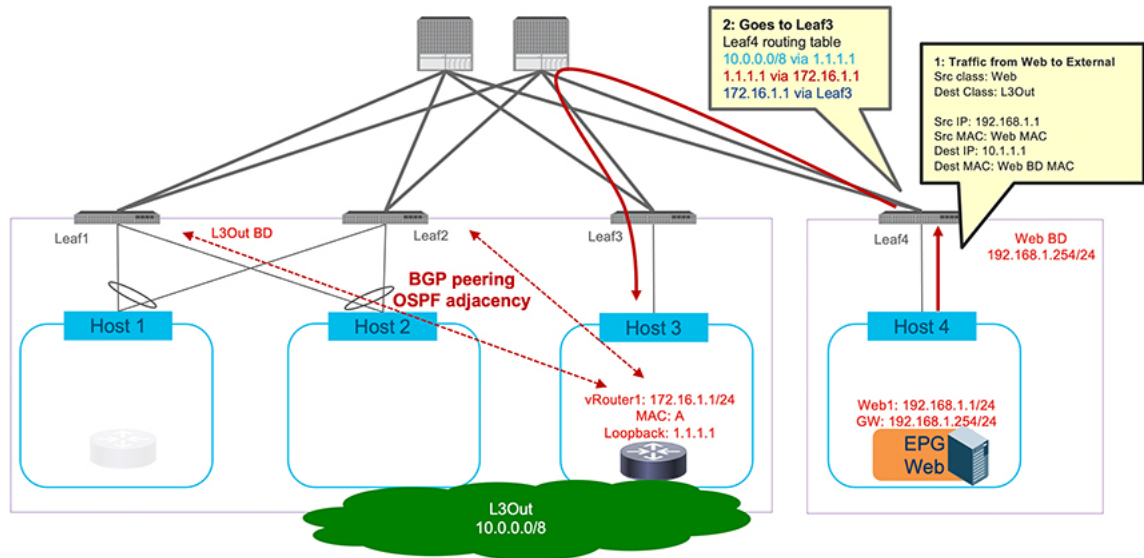 2: Goes to Leaf3
Leaf4 routing table
10.0.0.0/8 via 1.1.1.1
1.1.1.1 via 172.16.1.1
172.16.1.1 via Leaf3
1: Traffic from Web to External
Src class: Web
Dest Class: L3Out
Src IP: 192.168.1.1
Src MAC: Web MAC
Dest IP: 10.1.1.1
Dest MAC: Web BD MAC
Leaf1
L3Out BD
Leaf2
Leaf3
Leaf4
Web BD
192.168.1.254/24
BGP peering
OSPF adjacency
Host 1
Host 2
Host 3
Host 4
vRouter1: 172.16.1.1/24
MAC: A
Loopback: 1.1.1.1
Web1: 192.168.1.1/24
GW: 192.168.1.254/24
EPG
Web
L3Out
10.0.0.0/8